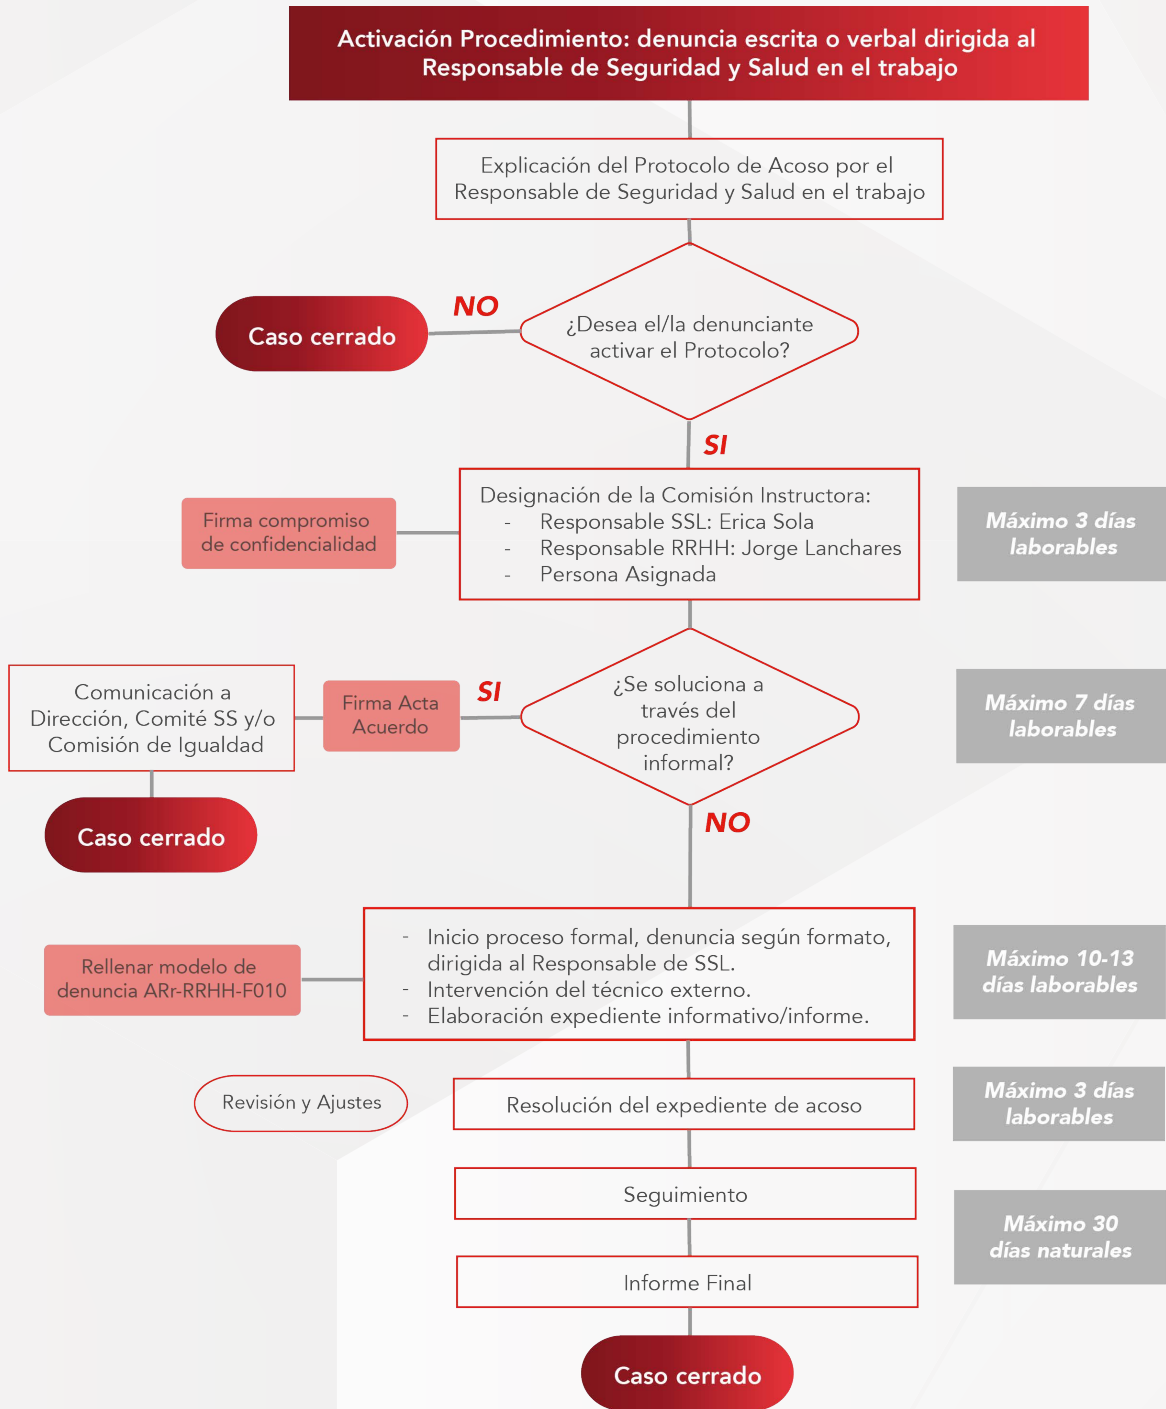 Activación Procedimiento: denuncia escrita o verbal dirigida al
Responsable de Seguridad y Salud en el trabajo
Explicación del Protocolo de Acoso por el
Responsable de Seguridad y Salud en el trabajo
NO
Caso cerrado
¿Desea el/la denunciante
activar el Protocolo?
SI
Firma compromiso
de confidencialidad
Designación de la Comisión Instructora:
- Responsable SSL: Erica Sola
- Responsable RRHH: Jorge Lanchares
- Persona Asignada
Máximo 3 días
laborables
Comunicación a
Dirección, Comité SS y/o
Comisión de Igualdad
Firma Acta
Acuerdo
SI
¿Se soluciona a
través del
procedimiento
informal?
Máximo 7 días
laborables
Caso cerrado
NO
Rellenar modelo de
denuncia ARr-RRHH-F010
- Inicio proceso formal, denuncia según formato,
dirigida al Responsable de SSL.
- Intervención del técnico externo.
- Elaboración expediente informativo/informe.
Máximo 10-13
días laborables
Revisión y Ajustes
Resolución del expediente de acoso
Máximo 3 días
laborables
Seguimiento
Máximo 30
días naturales
Informe Final
Caso cerrado